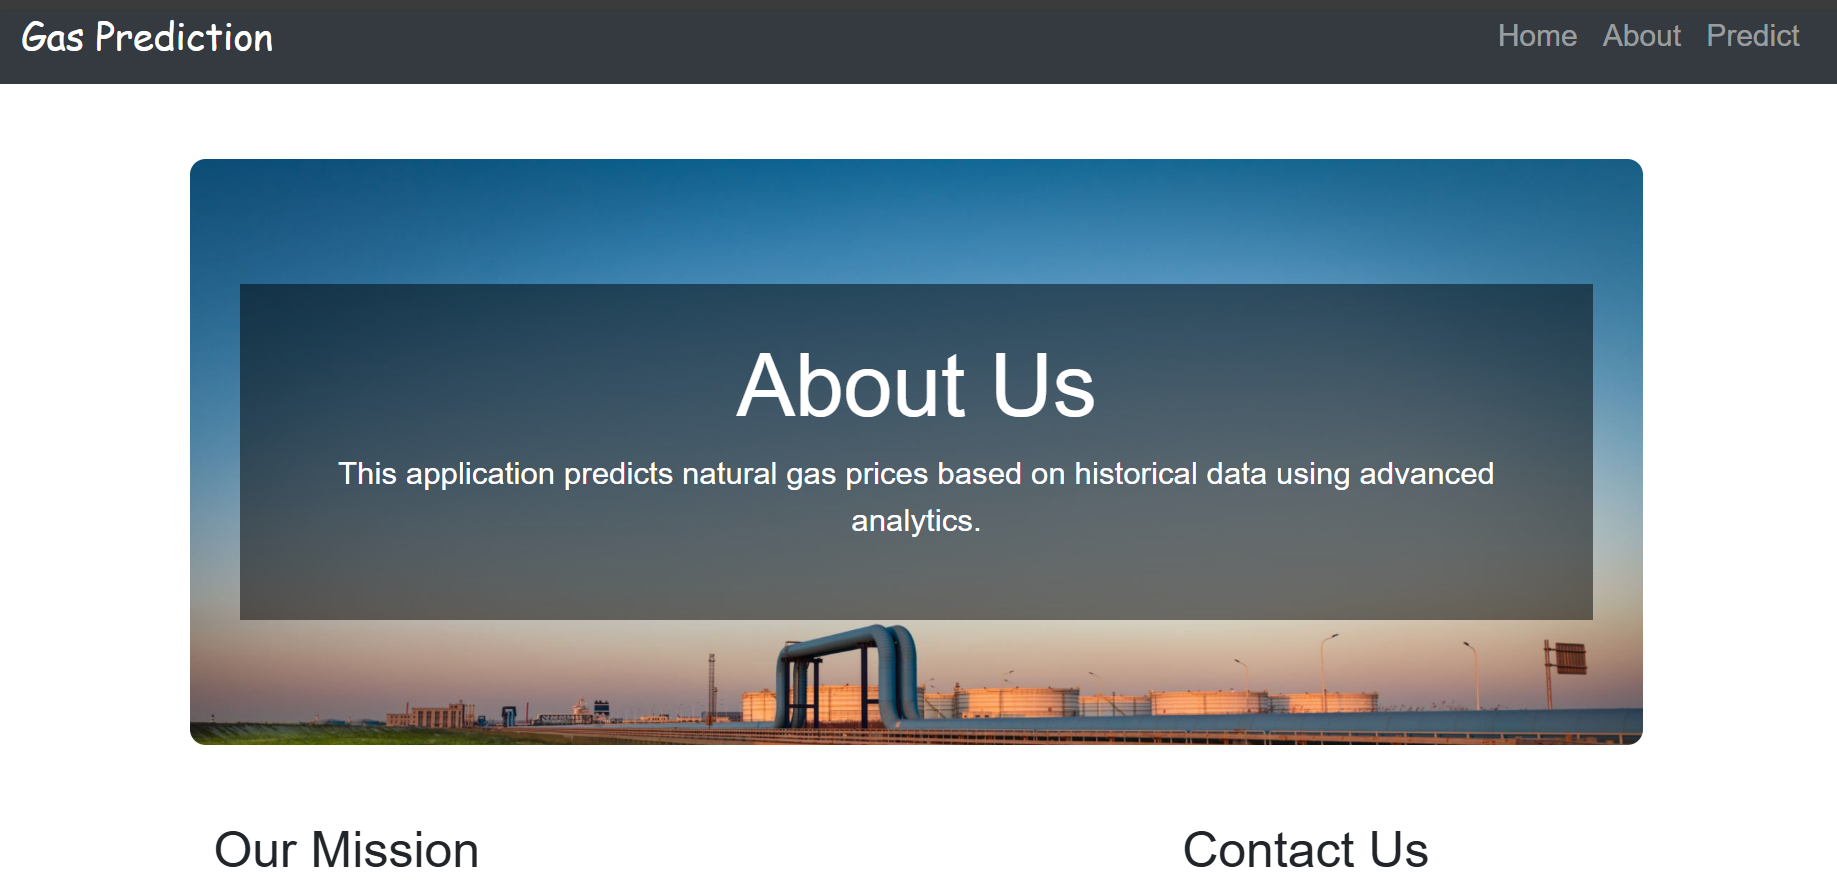 Gas Prediction
Home About Predict
About Us
This application predicts natural gas prices based on historical data using advanced
analytics.
Our Mission
Contact Us